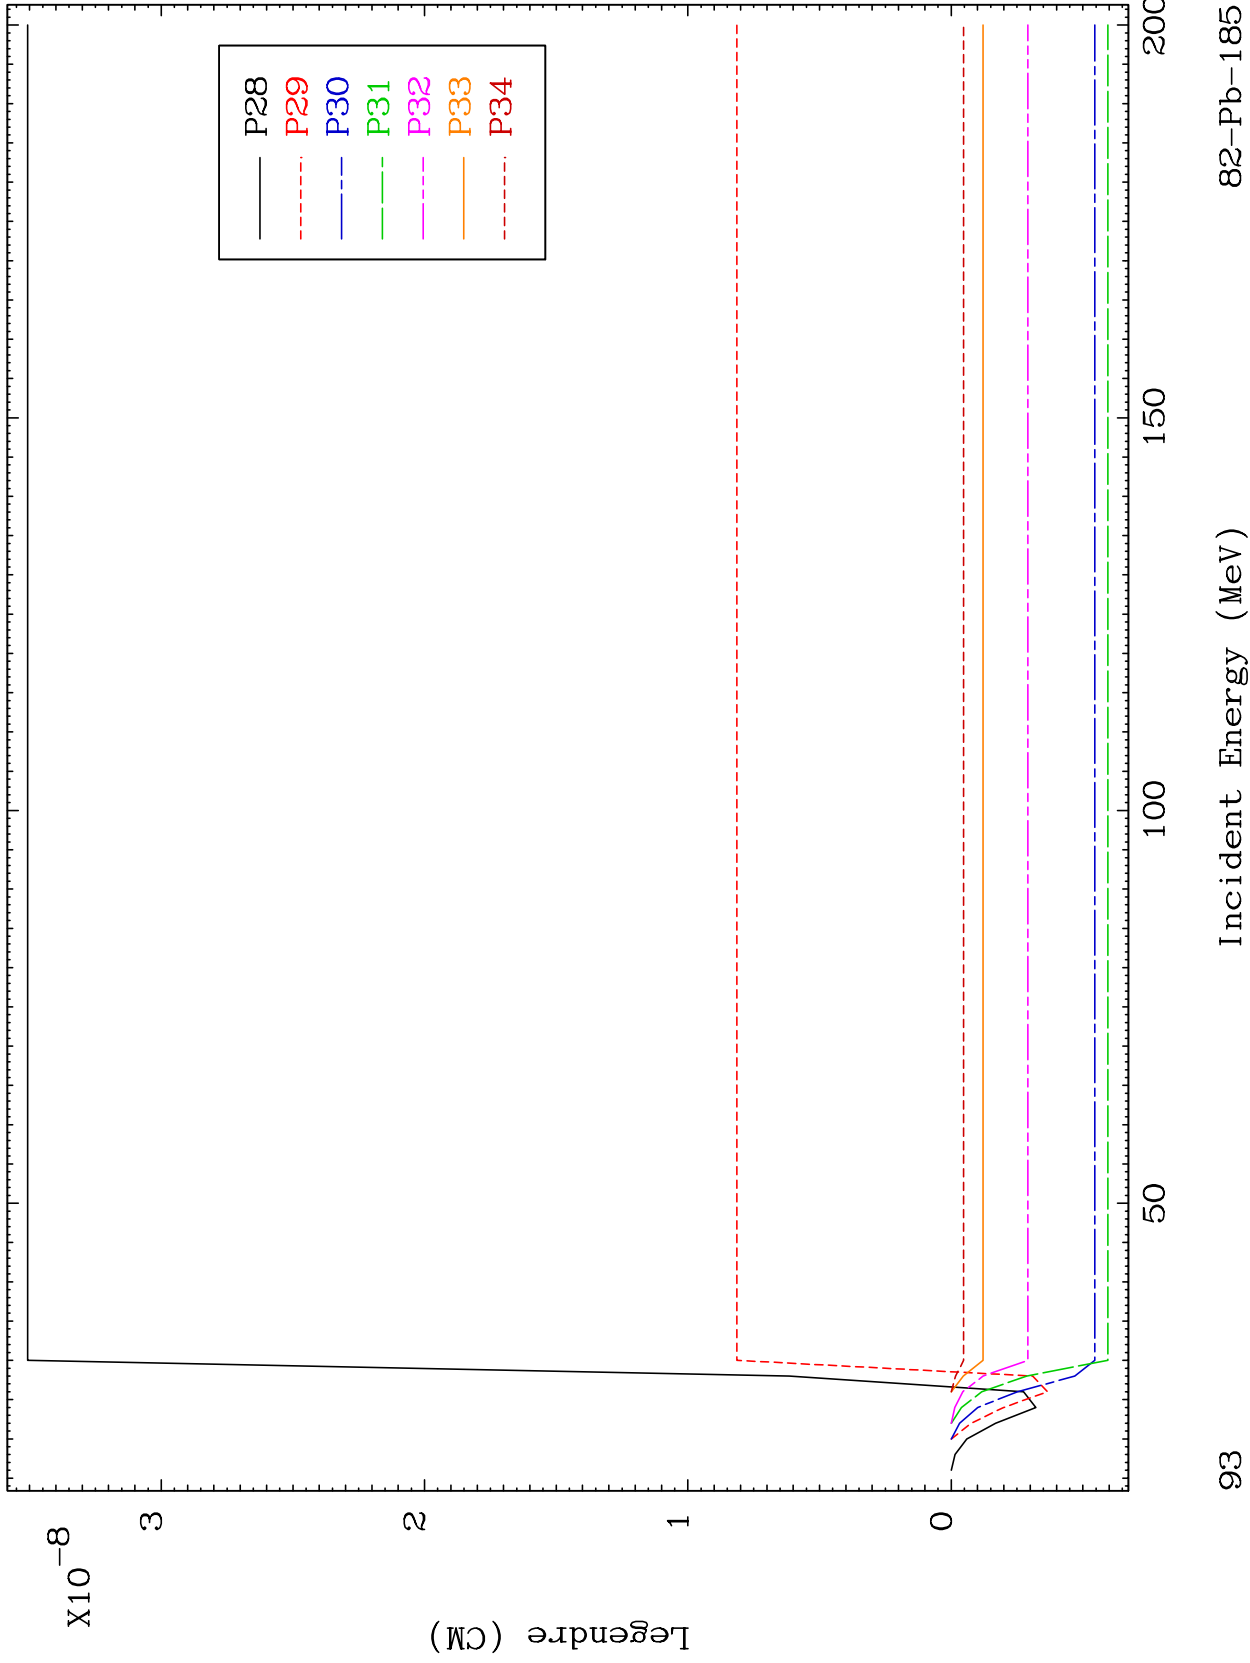 X10-8
3
2
1
0
Legendre (CM)
P28
P29
P30
P31
P32
P33
P34
50
100
150
200
Incident Energy (MeV)
93
82-Pb-185